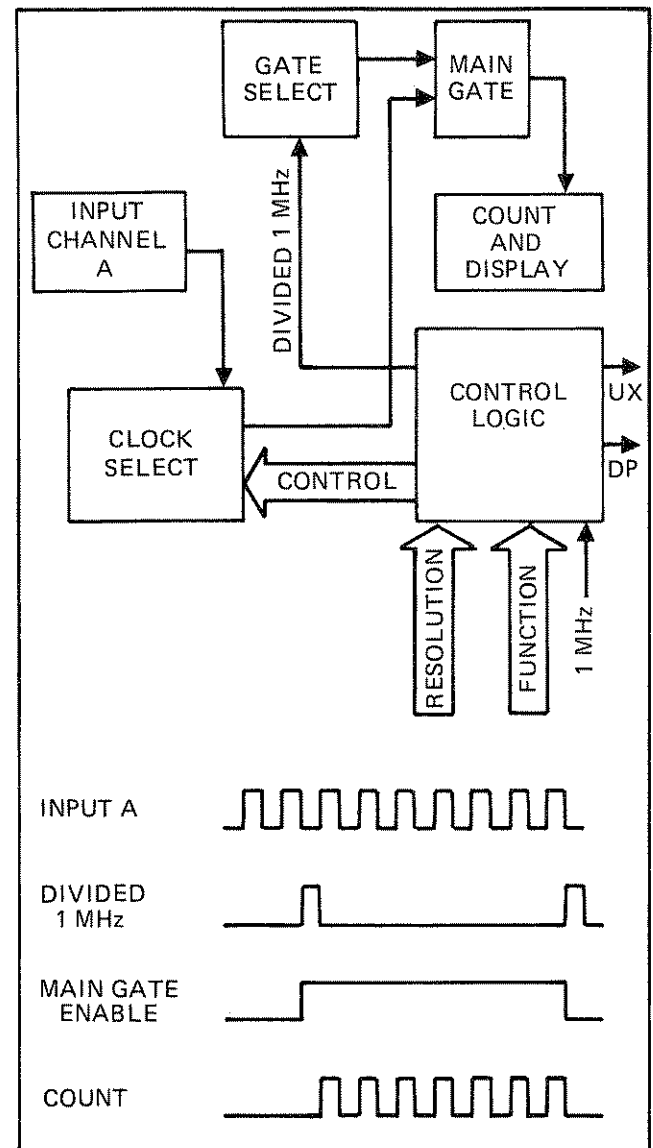 GATE
SELECT
MAIN
GATE
INPUT
CHANNEL
A
DIVIDED 1 MHz
COUNT
AND
DISPLAY
CLOCK
SELECT
CONTROL
CONTROL
LOGIC
UX
DP
RESOLUTION
FUNCTION
1 MHz
INPUT A
DIVIDED
1 MHz
MAIN GATE
ENABLE
COUNT